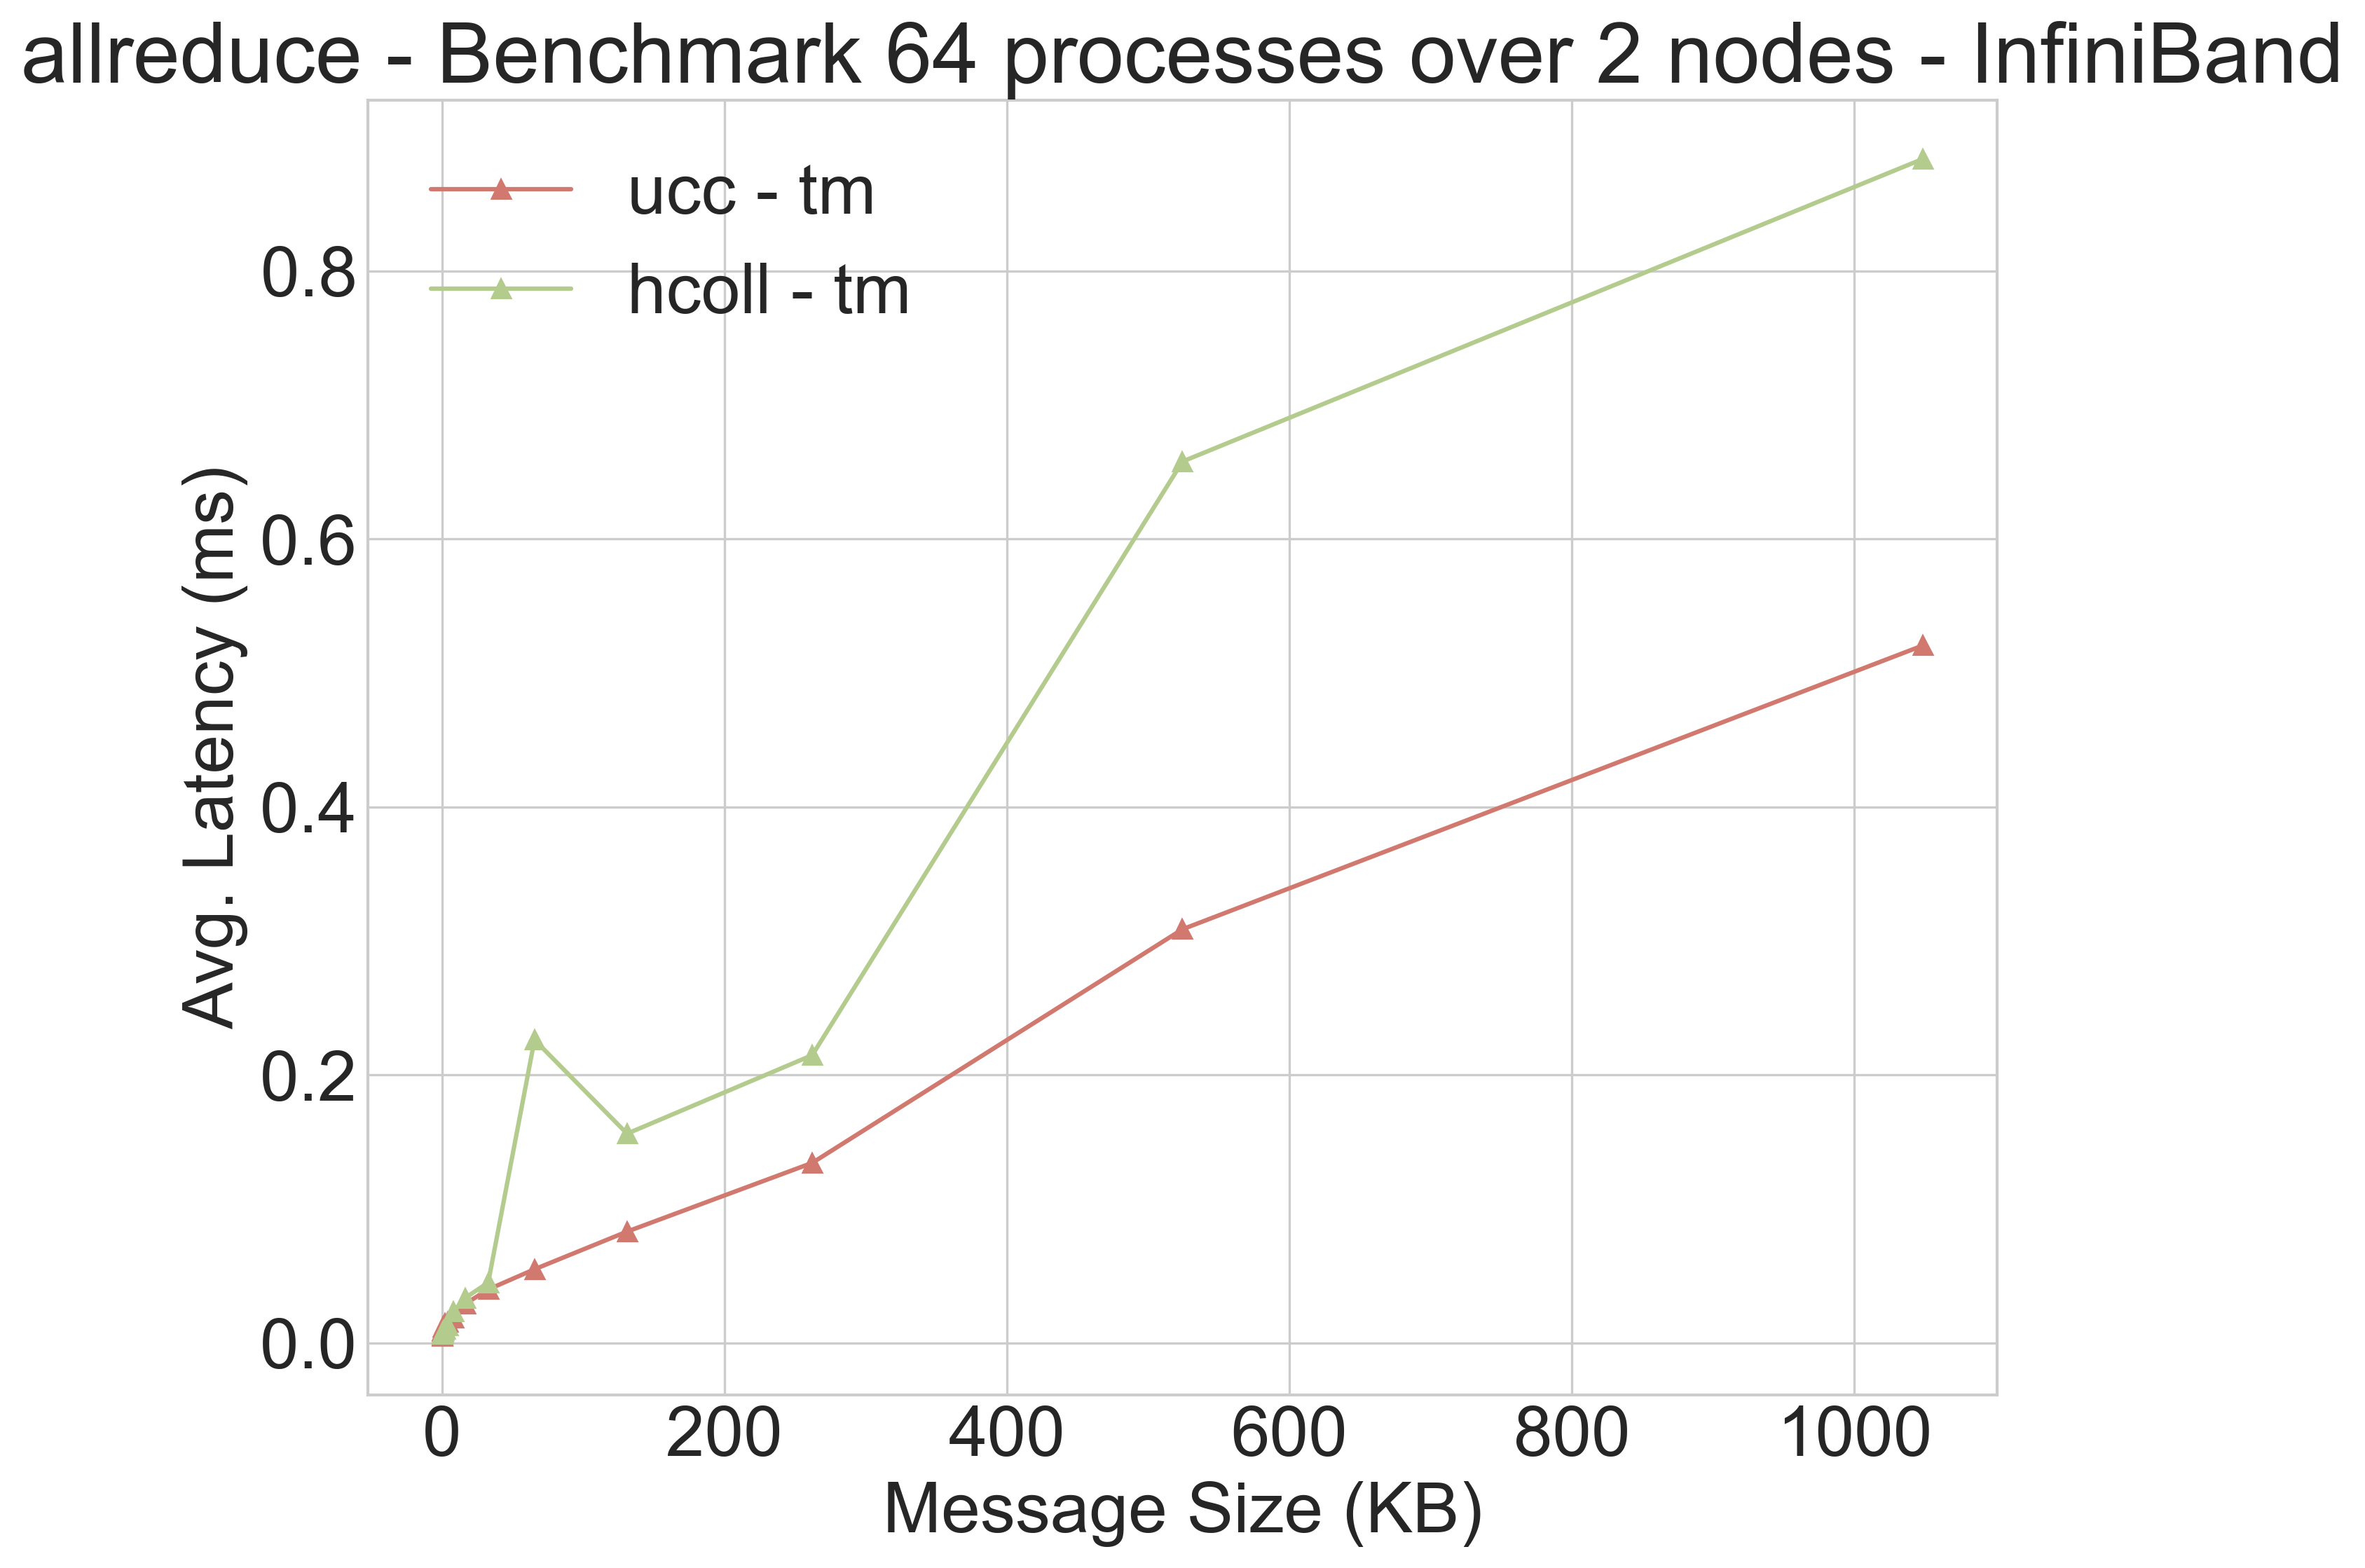 allreduce - Benchmark 64 processes over 2 nodes - InfiniBand
ucc - tm
hcoll - tm
0.8
0.6
0.4
0.2
0.0
Avg. Latency (ms)
0 200 400 600 800 1000
Message Size (KB)